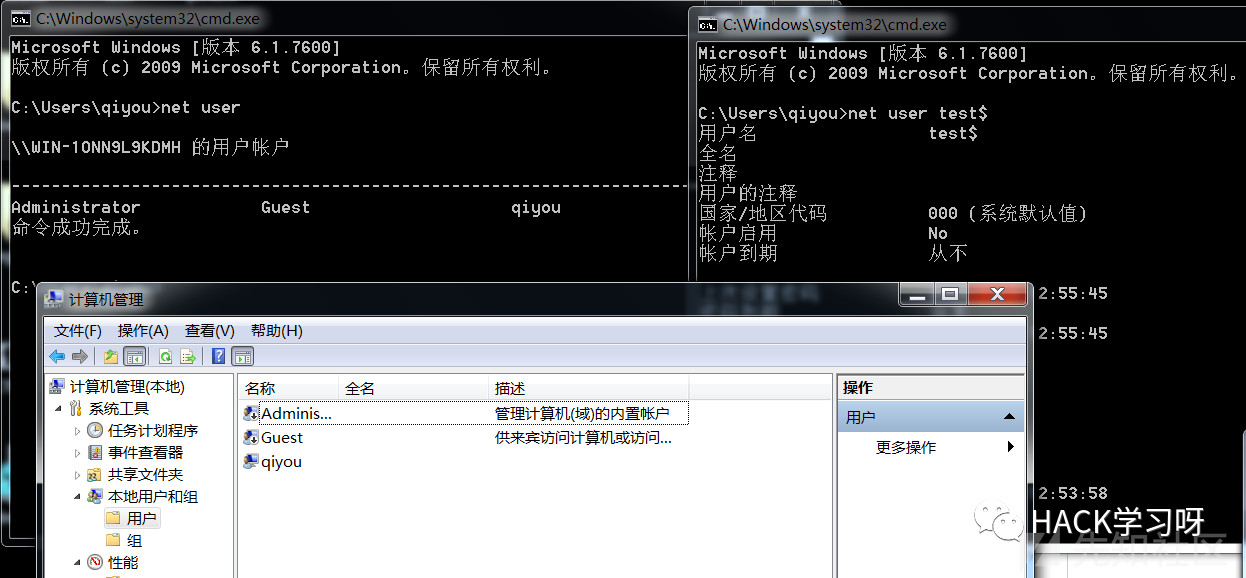 C:\Windows\system32\cmd.exe
Microsoft Windows [版本 6.1.7600]
版权所有 (c) 2009 Microsoft Corporation。保留所有权利。
C:\Users\qiyou>net user
\\WIN-1ONN9L9KDMH 的用户帐户
-------------------------------------------------------------------
Administrator Guest qiyou
命令成功完成。
C:\
C:\Windows\system32\cmd.exe
Microsoft Windows [版本 6.1.7600]
版权所有 (c) 2009 Microsoft Corporation。保留所有权利。
C:\Users\qiyou>net user test$
用户名 test$
全名
注释
用户的注释
国家/地区代码 000 (系统默认值)
帐户启用 No
帐户到期 从不
2:55:45
2:55:45
2:53:58
计算机管理
文件(F) 操作(A) 查看(V) 帮助(H)
计算机管理(本地)
系统工具
任务计划程序
事件查看器
共享文件夹
本地用户和组
用户
组
性能
名称 全名 描述
Adminis... 管理计算机(域)的内置帐户
Guest 供来宾访问计算机或访问...
qiyou
操作
用户
更多操作
HACK学习呀
先知社区